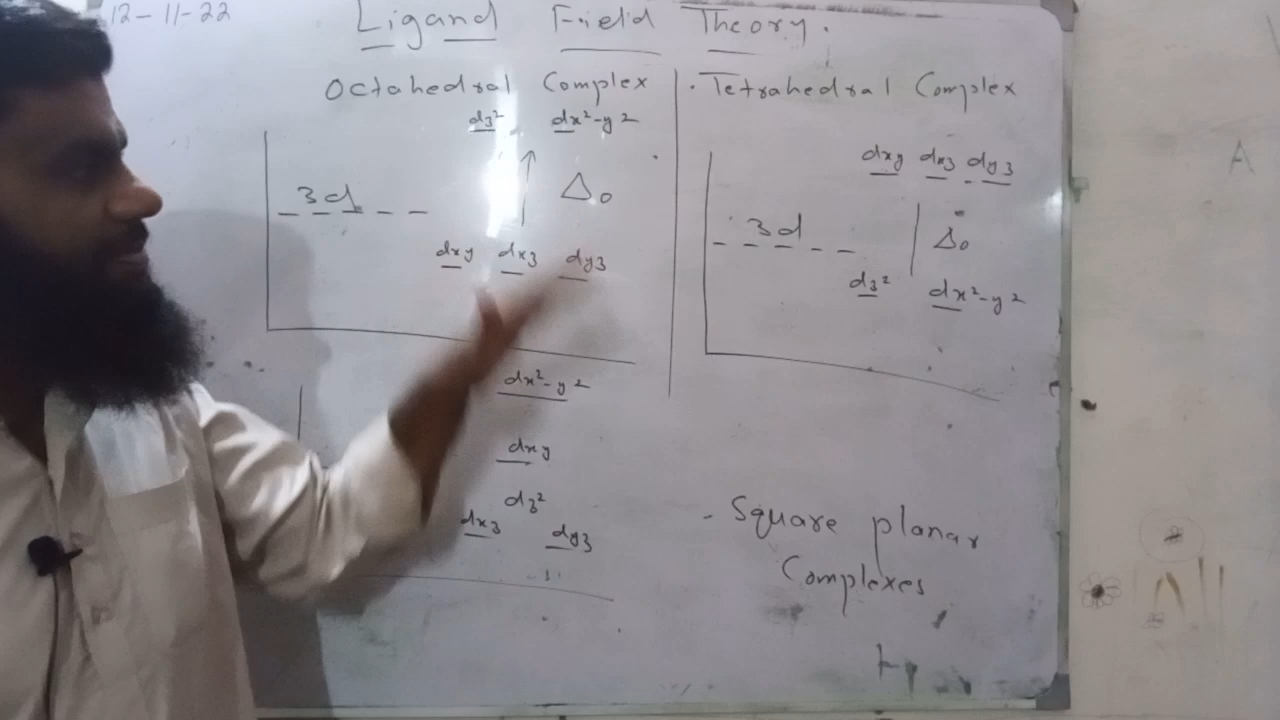 12-11-22
Ligand Field Theory.
Octahedral Complex
dz² dx²-y²
3d
Δo
dxy dxz dyz
. Tetrahedral Complex
dxy dxz dyz
3d
Δo
dz² dx²-y²
dx²-y²
dxy
dz²
dxz dyz
- Square planar
Complexes
A